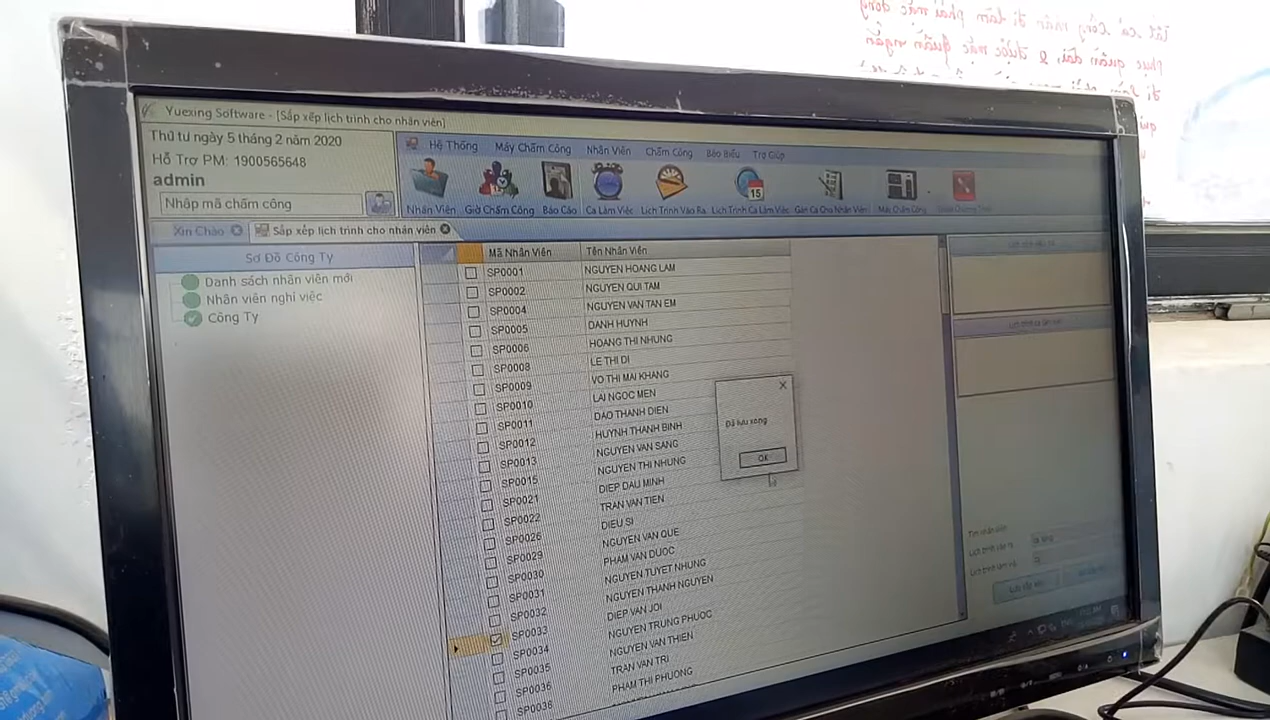 Yuexing Software - [Sắp xếp lịch trình cho nhân viên]
Thứ tư ngày 5 tháng 2 năm 2020
Hỗ Trợ PM: 1900565648
admin
Nhập mã chấm công
Hệ Thống Máy Chấm Công Nhân Viên Chấm Công Báo Biểu Trợ Giúp
Nhân Viên Giờ Chấm Công Báo Cáo Ca Làm Việc Lịch Trình Vào Ra Lịch Trình Ca Làm Việc Gán Ca Cho Nhân Viên Máy Chấm Công
15
Xin Chào Sắp xếp lịch trình cho nhân viên
Sơ Đồ Công Ty
Danh sách nhân viên mới
Nhân viên nghỉ việc
Công Ty
Mã Nhân Viên Tên Nhân Viên
SP0001 NGUYEN HOANG LAM
SP0002 NGUYEN QUI TAM
SP0004 NGUYEN VAN TAN EM
SP0005 DANH HUYNH
SP0006 HOANG THI NHUNG
SP0008 LE THI DI
SP0009 VO THI MAI KHANG
SP0010 LAI NGOC MEN
SP0011 DAO THANH DIEN
SP0012 HUYNH THANH BINH
SP0013 NGUYEN VAN SANG
SP0015 NGUYEN THI NHUNG
SP0021 DIEP DAU MINH
SP0022 TRAN VAN TIEN
SP0026 DIEU SI
SP0029 NGUYEN VAN QUE
SP0030 PHAM VAN DUOC
SP0031 NGUYEN TUYET NHUNG
SP0032 NGUYEN THANH NGUYEN
SP0033 DIEP VAN JOI
SP0034 NGUYEN TRUNG PHUOC
SP0035 NGUYEN VAN THIEN
SP0036 TRAN VAN TRI
SP0038 PHAM THI PHUONG
Đã lưu xong
OK